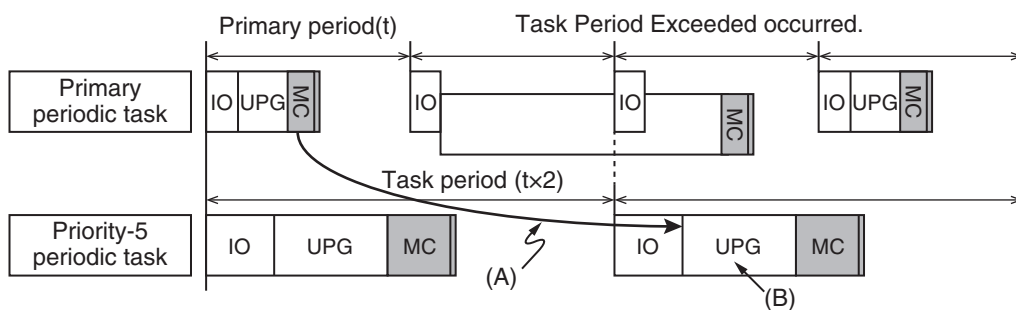 Primary period(t)
Task Period Exceeded occurred.
Primary
periodic task
IO
UPG
MC
IO
IO
MC
IO
UPG
MC
Task period (t×2)
Priority-5
periodic task
IO
UPG
MC
IO
UPG
MC
(A)
(B)